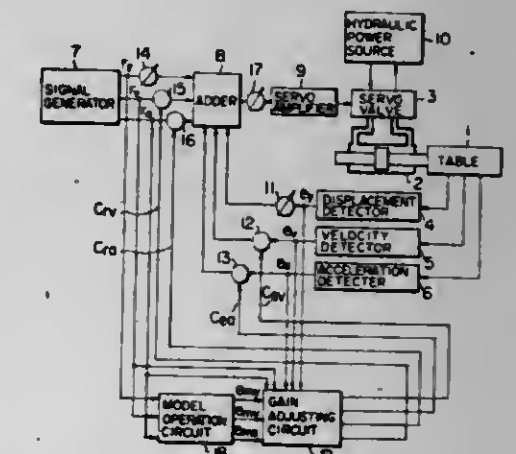 HYDRAULIC
POWER
SOURCE
10
7
14
8
17
9
SIGNAL
GENERATOR
15
ADDER
SERVO
AMPLIFIER
SERVO
VALVE
3
16
TABLE
2
11
DISPLACEMENT
DETECTOR
4
Crv
12
VELOCITY
DETECTOR
5
Cra
13
ACCELERATION
DETECTER
6
Cev
Cea
MODEL
OPERATION
CIRCUIT
GAIN
ADJUSTING
CIRCUIT